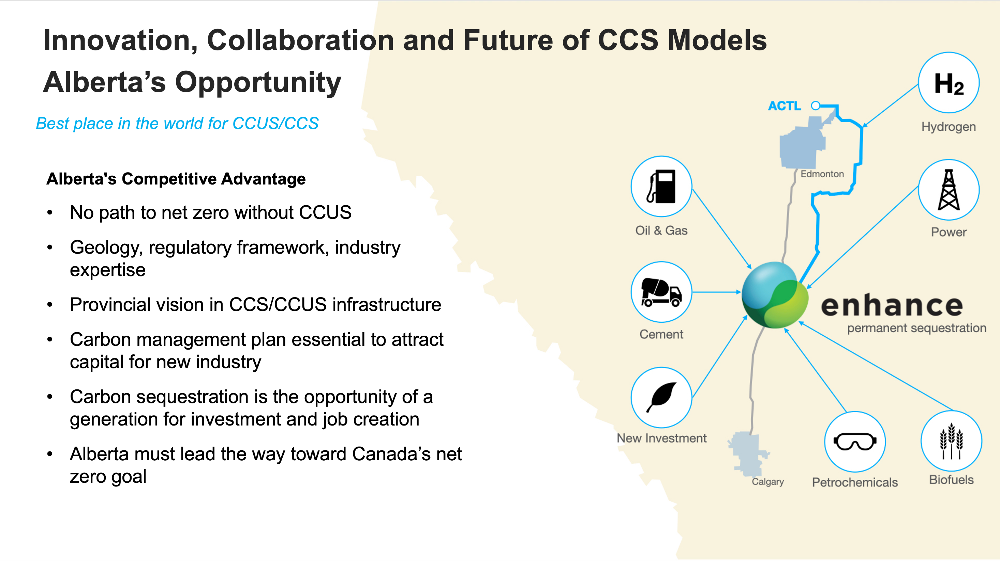 Innovation, Collaboration and Future of CCS Models
Alberta’s Opportunity
Best place in the world for CCUS/CCS
Alberta's Competitive Advantage
• No path to net zero without CCUS
• Geology, regulatory framework, industry
expertise
• Provincial vision in CCS/CCUS infrastructure
• Carbon management plan essential to attract
capital for new industry
• Carbon sequestration is the opportunity of a
generation for investment and job creation
• Alberta must lead the way toward Canada’s net
zero goal
H₂
Hydrogen
ACTL
Edmonton
Oil & Gas
Power
Cement
enhance
permanent sequestration
New Investment
Calgary
Petrochemicals
Biofuels